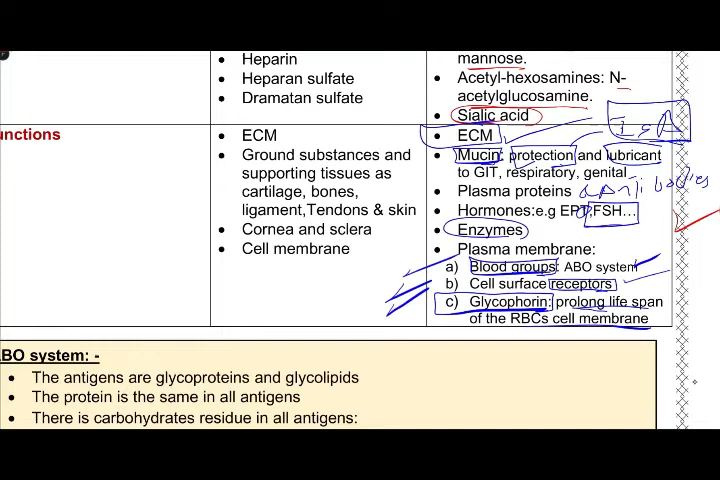 Heparin
Heparan sulfate
Dramatan sulfate
mannose.
Acetyl-hexosamines: N-
acetylglucosamine.
Sialic acid
unctions
ECM
Ground substances and
supporting tissues as
cartilage, bones,
ligament,Tendons & skin
Cornea and sclera
Cell membrane
ECM
IgA
Mucin: protection and lubricant
to GIT, respiratory, genital
Plasma proteins antibodies
Hormones:e.g EPT,FSH...
Enzymes
Plasma membrane:
a) Blood groups: ABO system
b) Cell surface receptors
c) Glycophorin: prolong life span
of the RBCs cell membrane
ABO system: -
The antigens are glycoproteins and glycolipids
The protein is the same in all antigens
There is carbohydrates residue in all antigens: